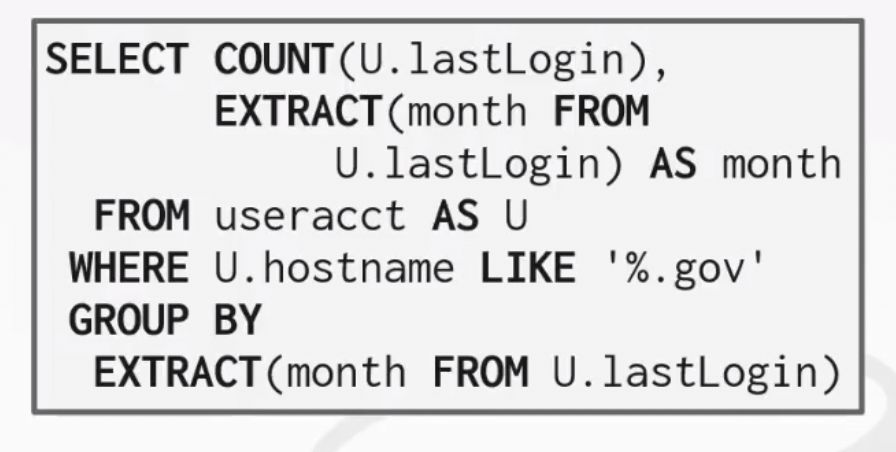 SELECT COUNT(U.lastLogin),
EXTRACT(month FROM
U.lastLogin) AS month
FROM useracct AS U
WHERE U.hostname LIKE '%.gov'
GROUP BY
EXTRACT(month FROM U.lastLogin)